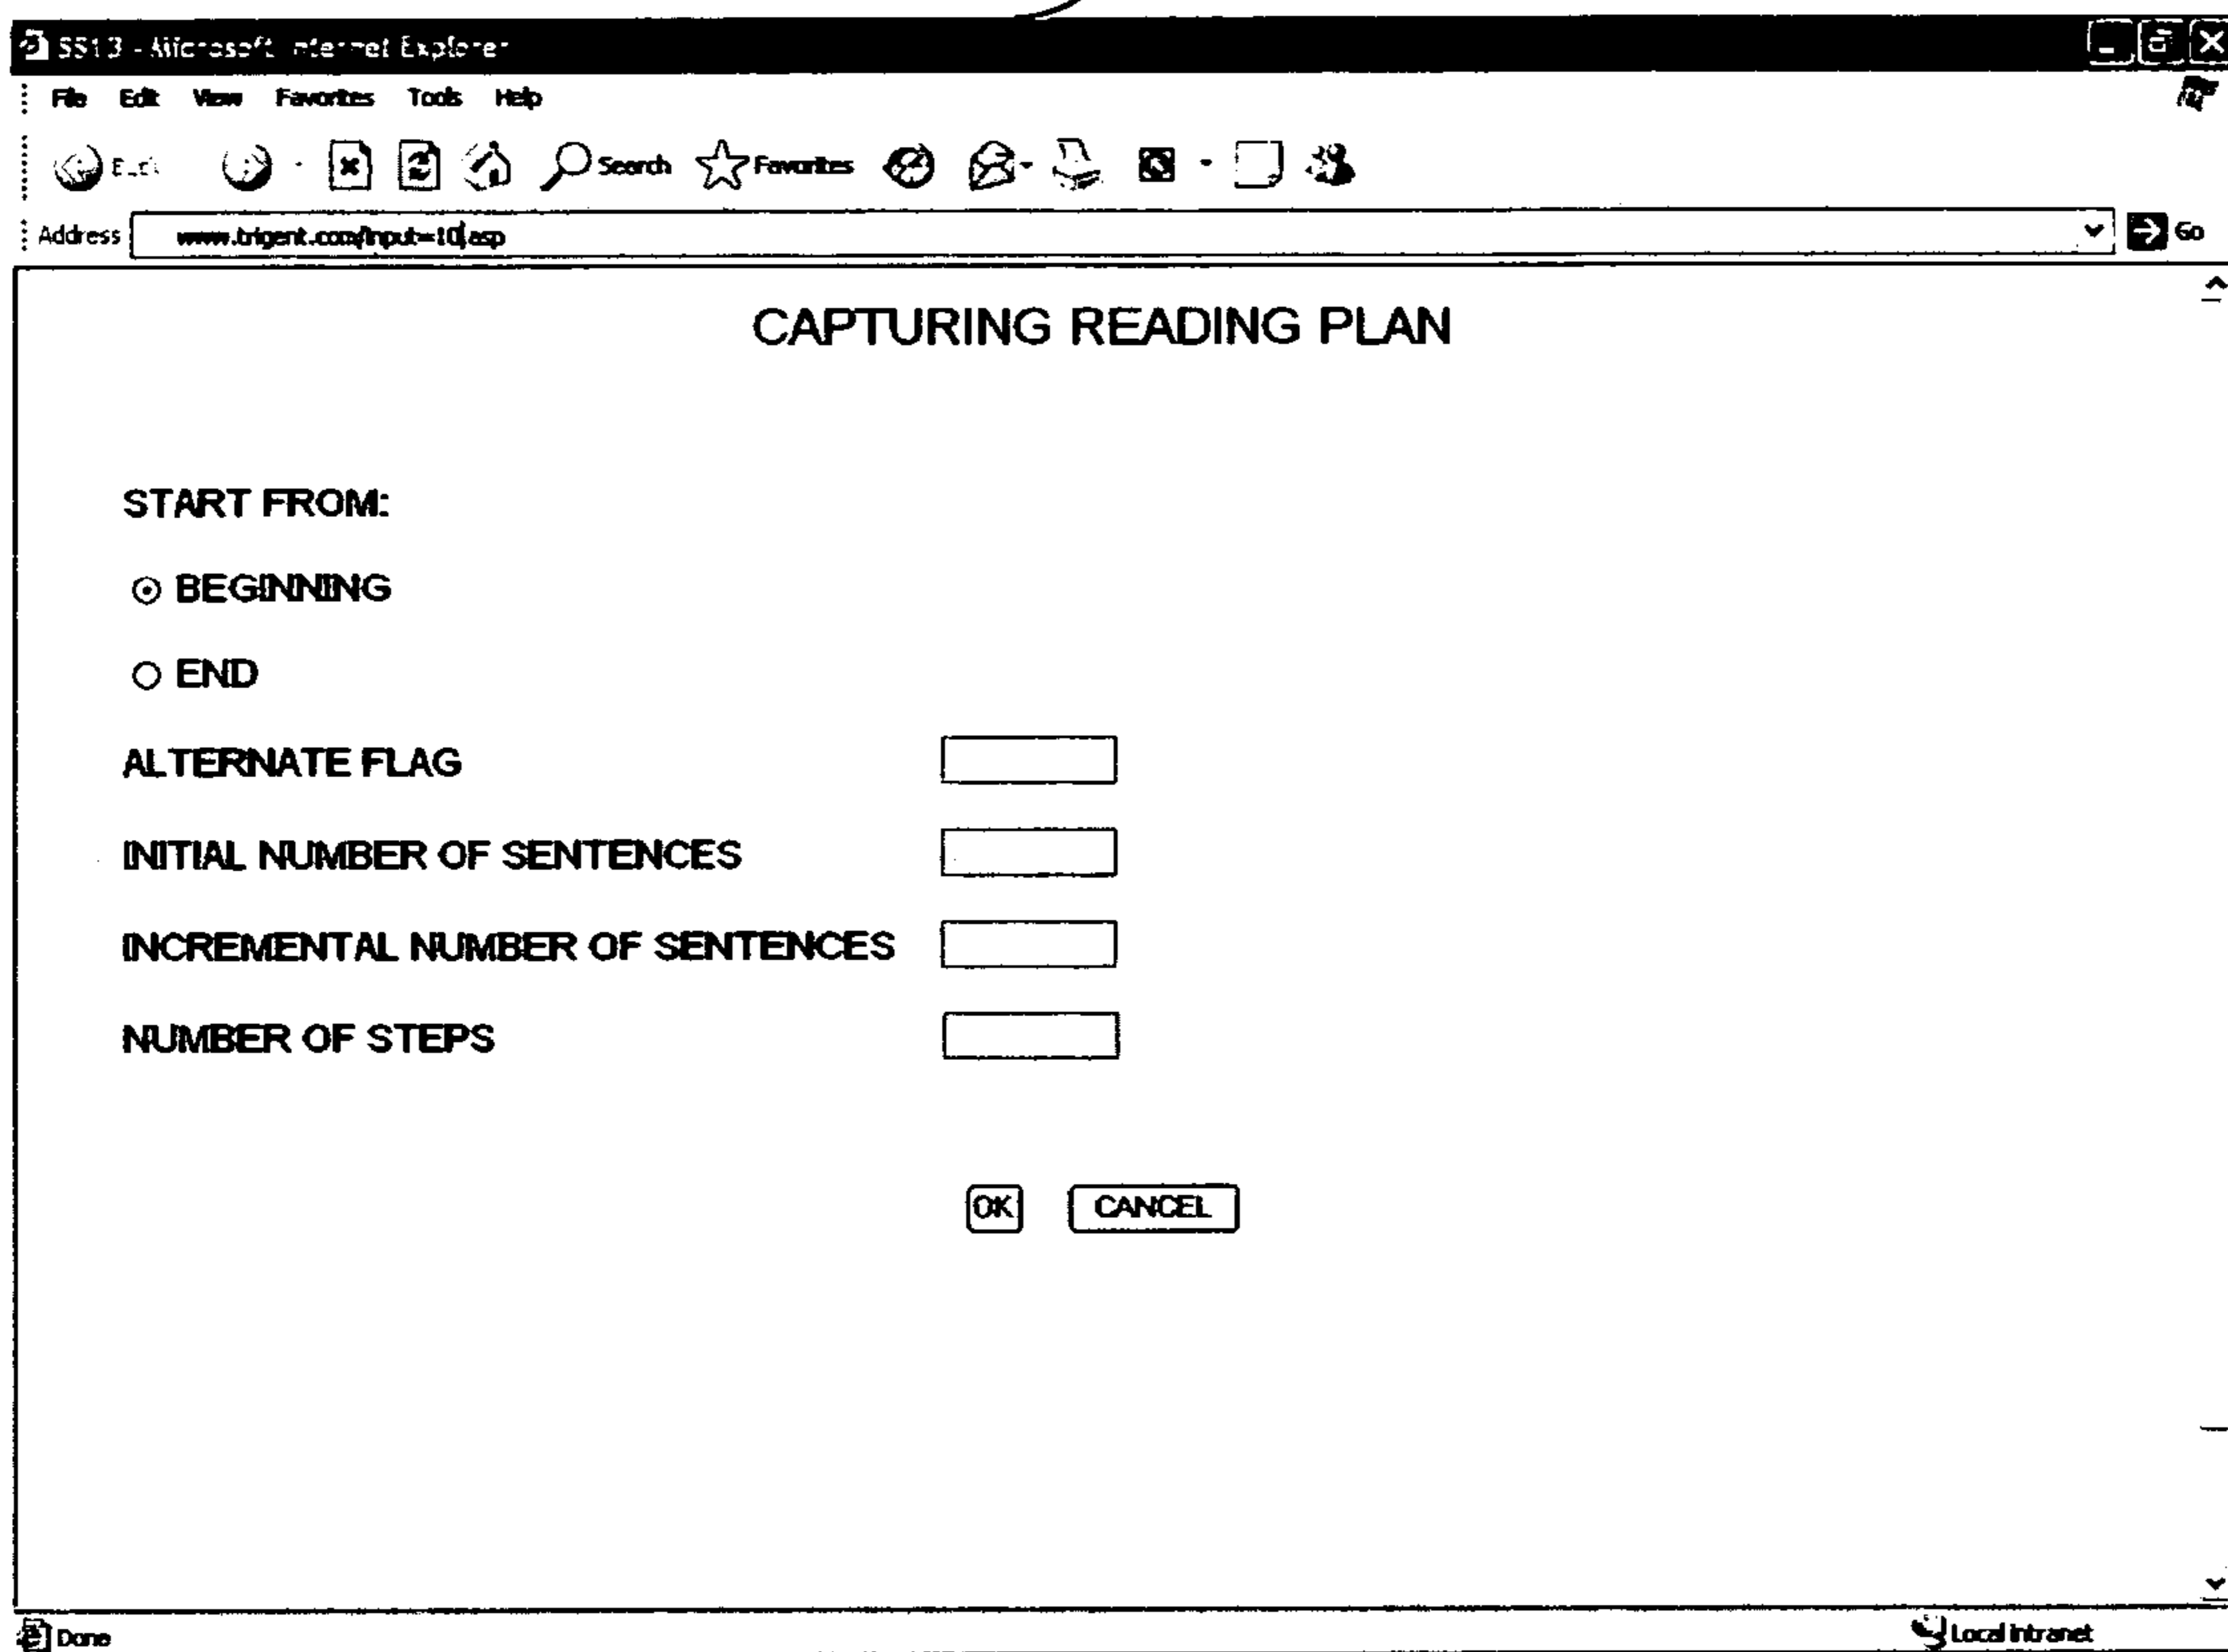 SS13 - Microsoft Internet Explorer
File Edit View Favorites Tools Help
Back Search Favorites
Address www.trigent.com/input=10.asp Go
CAPTURING READING PLAN
START FROM:
BEGINNING
END
ALTERNATE FLAG
INITIAL NUMBER OF SENTENCES
INCREMENTAL NUMBER OF SENTENCES
NUMBER OF STEPS
OK CANCEL
Done Local intranet